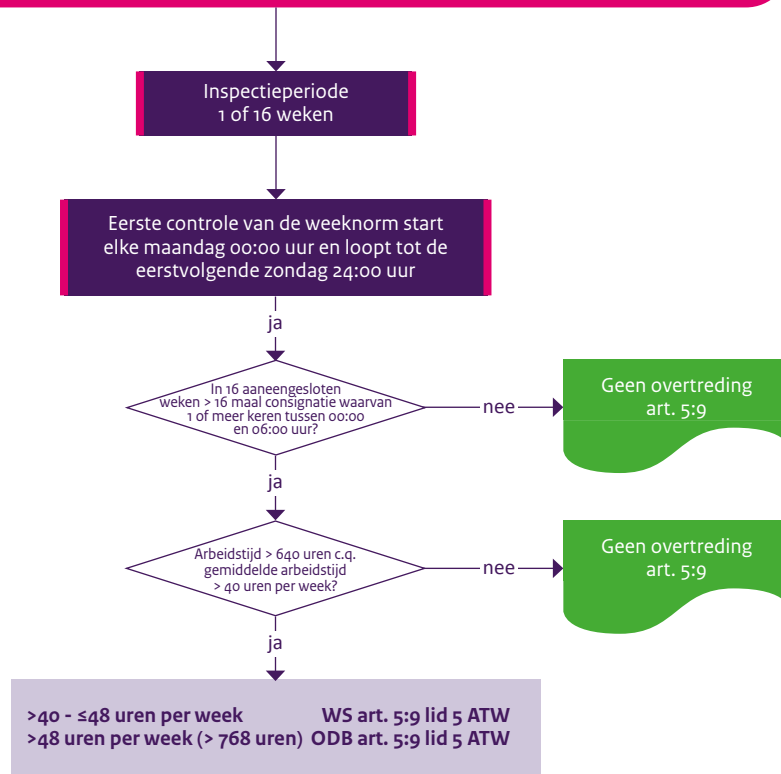 Inspectieperiode
1 of 16 weken
Eerste controle van de weeknorm start
elke maandag 00:00 uur en loopt tot de
eerstvolgende zondag 24:00 uur
ja
In 16 aaneengesloten
weken > 16 maal consignatie waarvan
1 of meer keren tussen 00:00
en 06:00 uur?
nee
Geen overtreding
art. 5:9
ja
Arbeidstijd > 640 uren c.q.
gemiddelde arbeidstijd
> 40 uren per week?
nee
Geen overtreding
art. 5:9
ja
>40 - ≤48 uren per week WS art. 5:9 lid 5 ATW
>48 uren per week (> 768 uren) ODB art. 5:9 lid 5 ATW